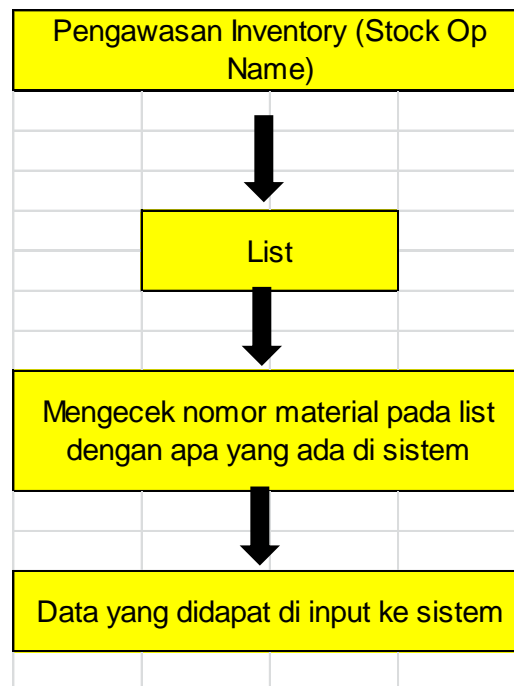 Pengawasan Inventory (Stock Op
Name)
List
Mengecek nomor material pada list
dengan apa yang ada di sistem
Data yang didapat di input ke sistem